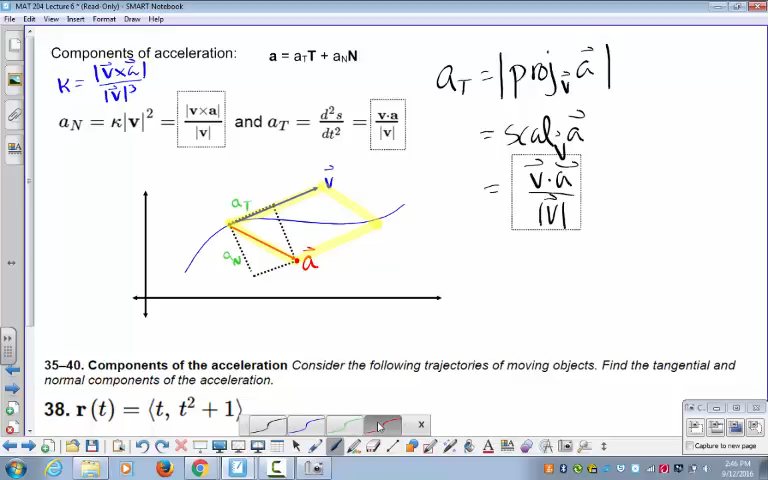 MAT 204 Lecture 6 * (Read-Only) - SMART Notebook
File Edit View Insert Format Draw Help
Components of acceleration: a = aTT + aNN
κ = |v⃗×a⃗| / |v⃗|³
aN = κ|v|² = |v×a| / |v| and aT = d²s / dt² = v·a / |v|
aT = |proj v⃗ a⃗|
= scal v⃗ a⃗
= v⃗·a⃗ / |v⃗|
v⃗
aT
aN
a⃗
35–40. Components of the acceleration Consider the following trajectories of moving objects. Find the tangential and
normal components of the acceleration.
38. r(t) = ⟨t, t² + 1⟩
Capture to new page
2:46 PM
9/12/2016